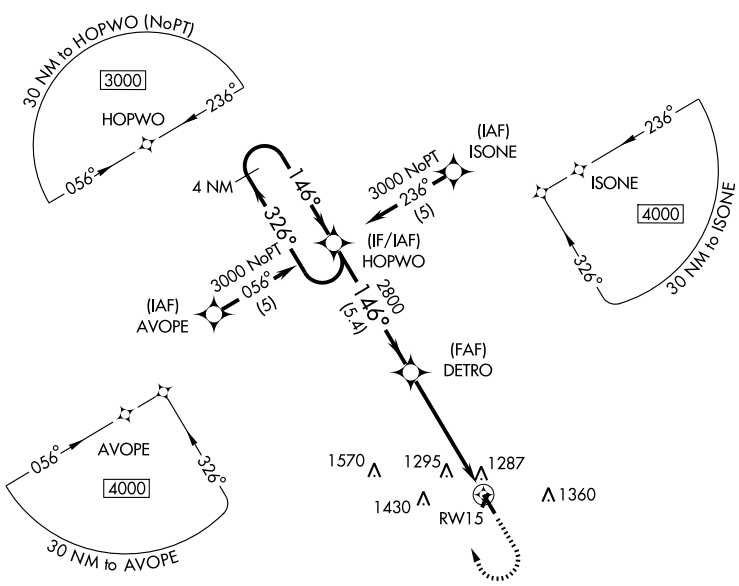 30 NM to HOPWO (NoPT)
3000
HOPWO
236°
056°
4 NM
146°
326°
(IAF)
ISONE
3000 NoPT
236°
(5)
236°
ISONE
4000
326°
30 NM to ISONE
(IF/IAF)
HOPWO
3000 NoPT
056°
(5)
(IAF)
AVOPE
2800
146°
(5.4)
(FAF)
DETRO
AVOPE
056°
326°
4000
30 NM to AVOPE
1570
1295
1287
1430
RW15
1360